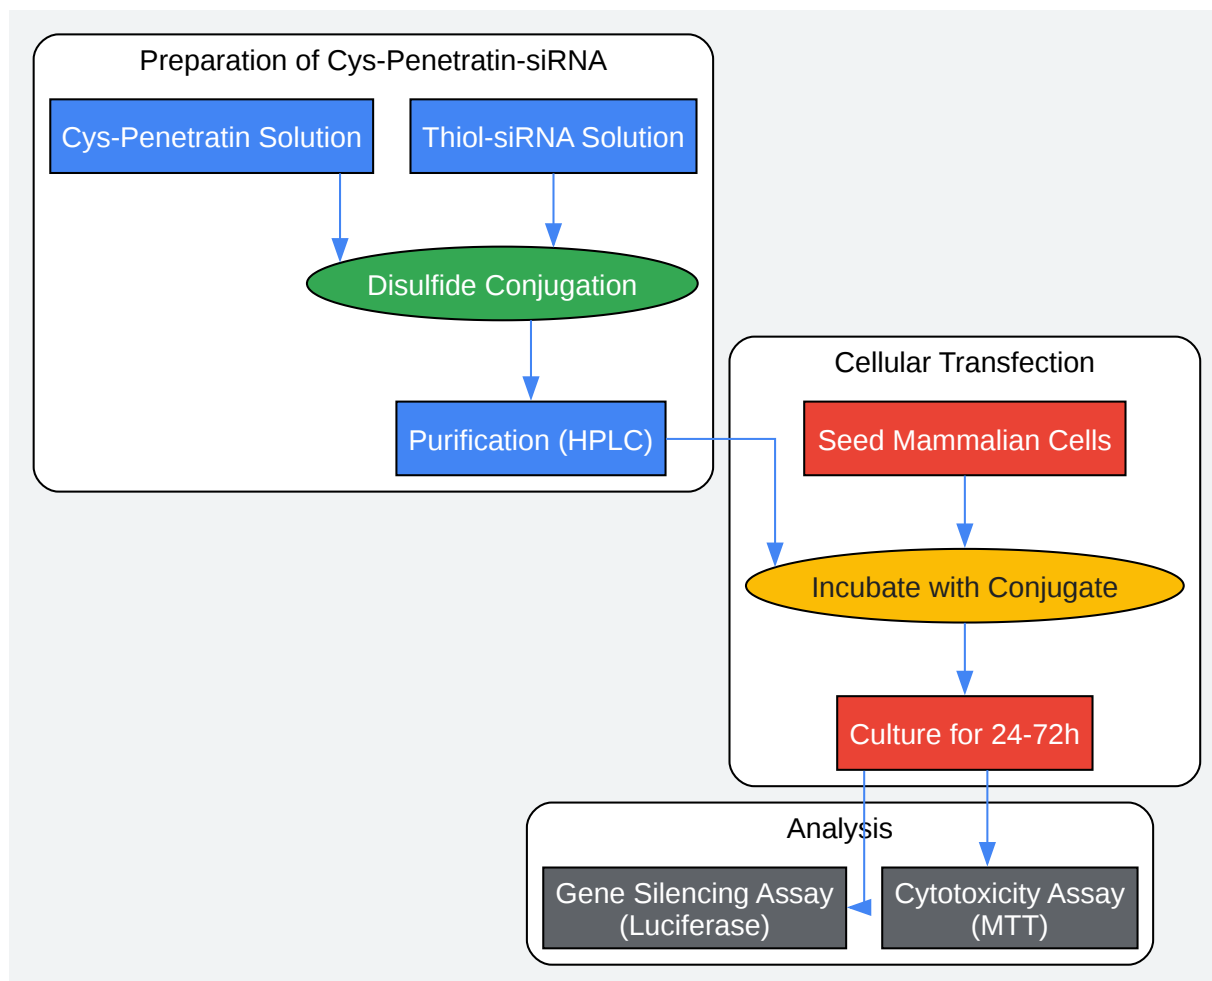 Preparation of Cys-Penetratin-siRNA
Cys-Penetratin Solution
Thiol-siRNA Solution
Disulfide Conjugation
Purification (HPLC)
Cellular Transfection
Seed Mammalian Cells
Incubate with Conjugate
Culture for 24-72h
Analysis
Gene Silencing Assay
(Luciferase)
Cytotoxicity Assay
(MTT)